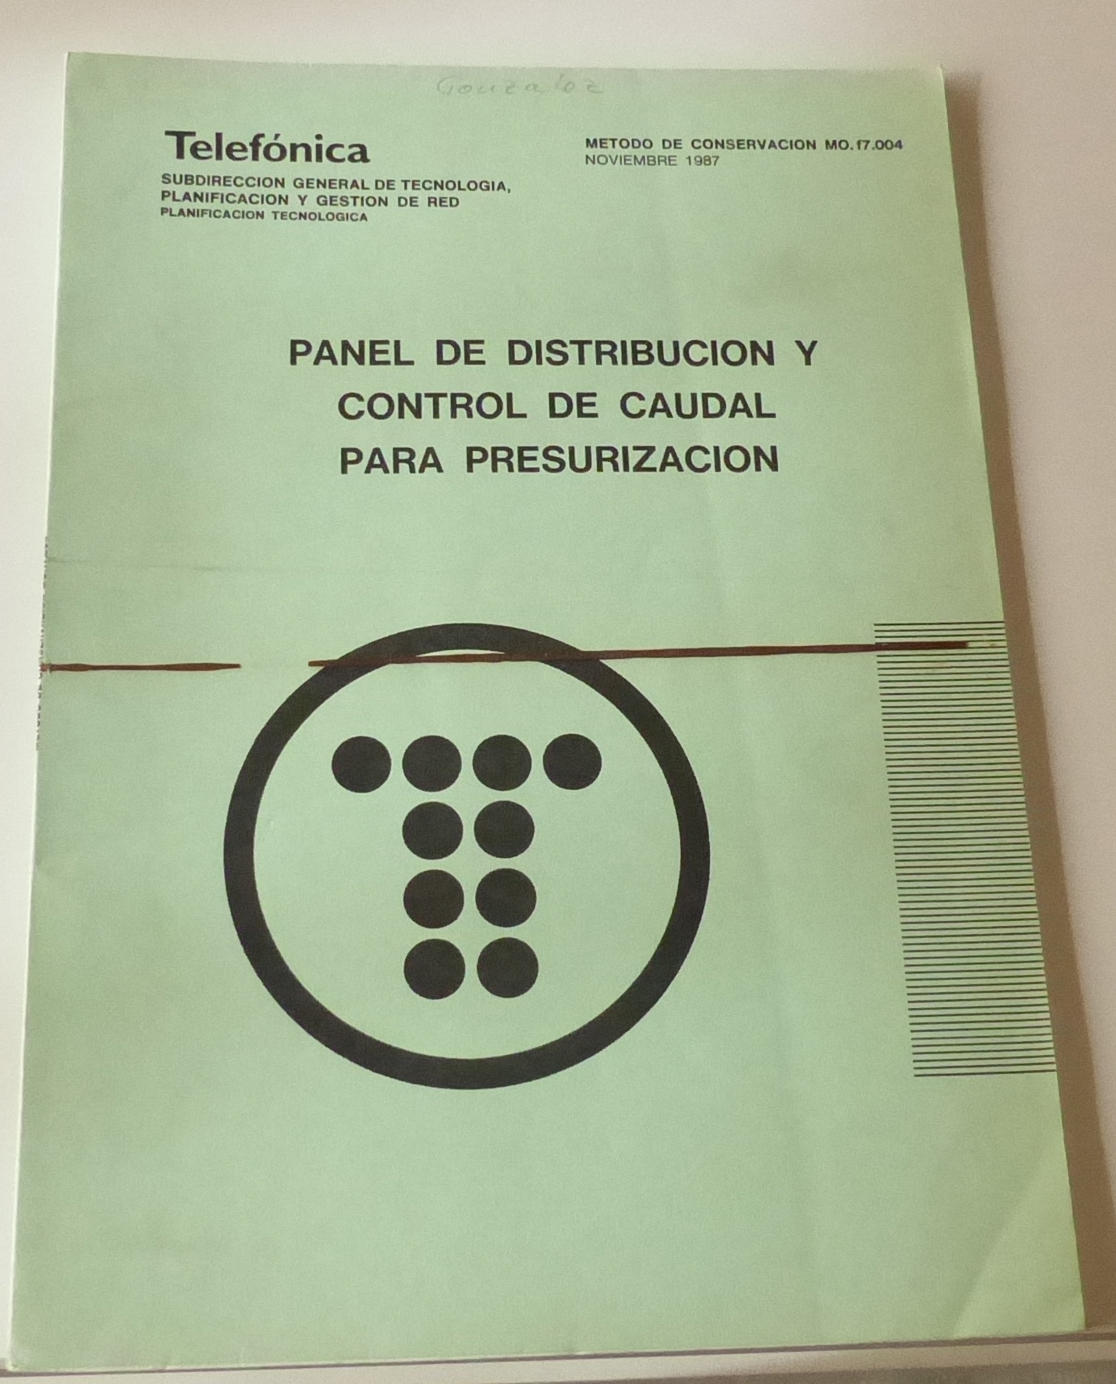 Gonzalez
Telefónica
METODO DE CONSERVACION MO.f7.004
NOVIEMBRE 1987
SUBDIRECCION GENERAL DE TECNOLOGIA,
PLANIFICACION Y GESTION DE RED
PLANIFICACION TECNOLOGICA
PANEL DE DISTRIBUCION Y
CONTROL DE CAUDAL
PARA PRESURIZACION